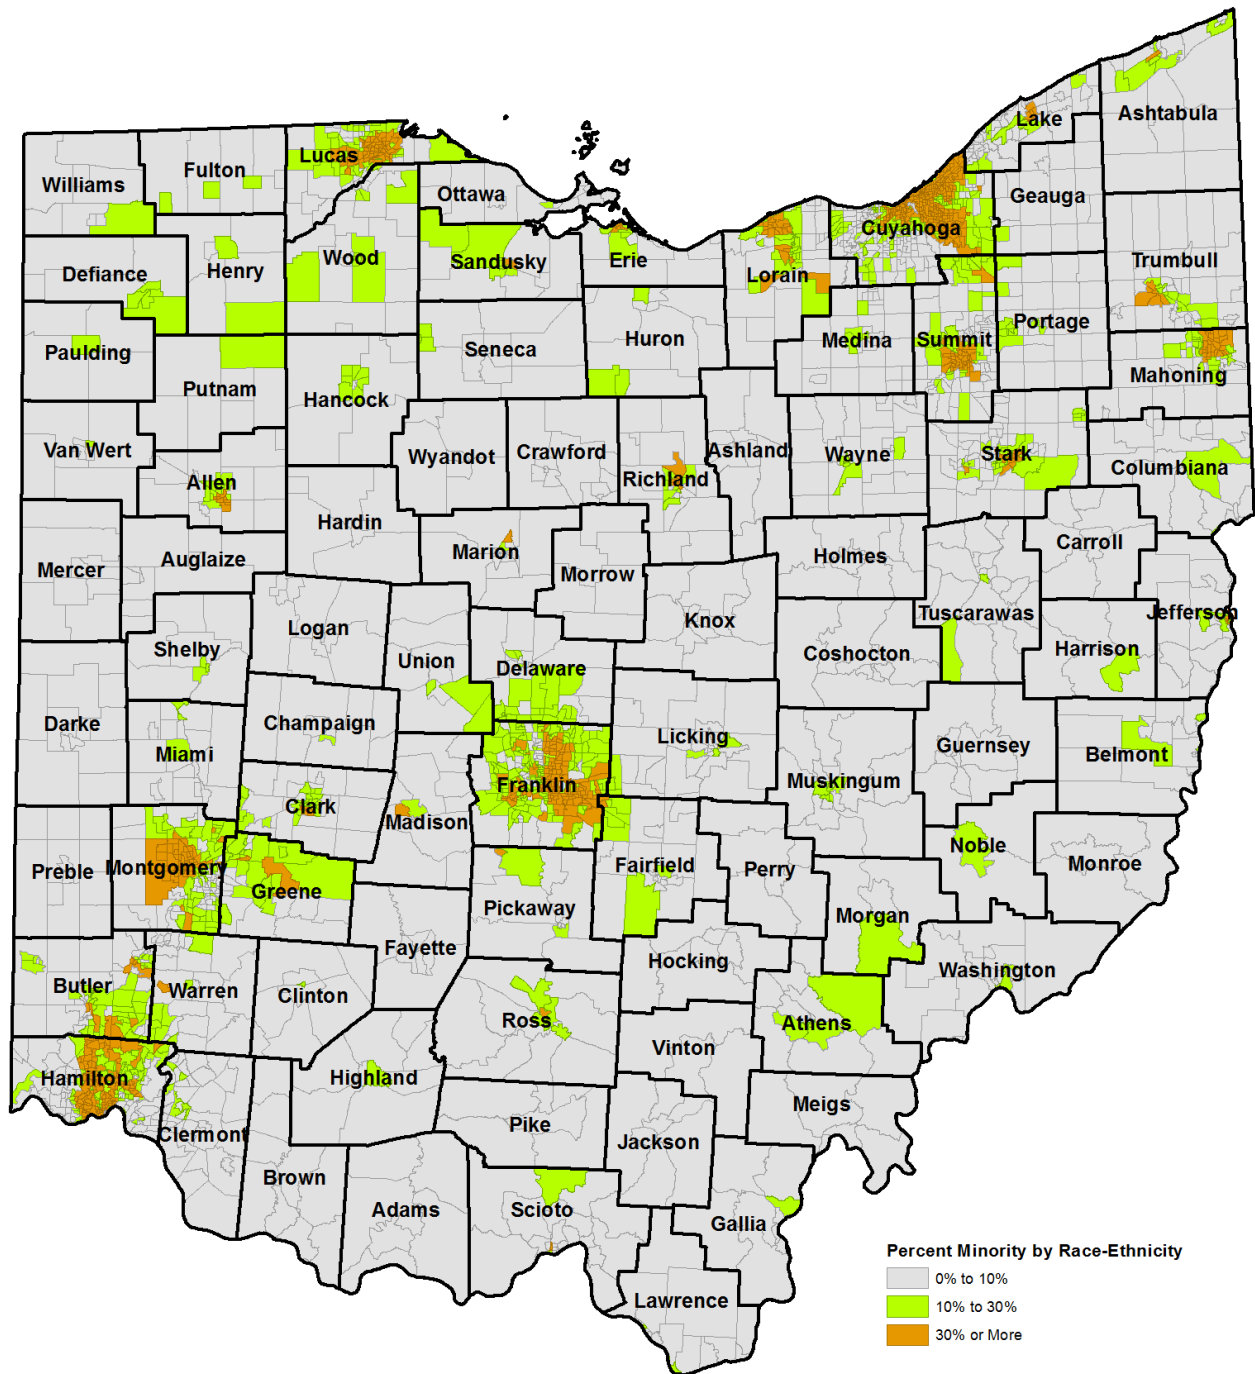 Ashtabula
Lake
Lucas
Fulton
Williams
Ottawa
Geauga
Cuyahoga
Wood
Sandusky
Erie
Trumbull
Defiance
Henry
Lorain
Portage
Summit
Medina
Huron
Seneca
Paulding
Mahoning
Putnam
Hancock
Van Wert
Wyandot
Crawford
Ashland
Wayne
Stark
Columbiana
Richland
Allen
Hardin
Marion
Carroll
Holmes
Auglaize
Mercer
Morrow
Knox
Tuscarawas
Jefferson
Logan
Shelby
Union
Delaware
Coshocton
Harrison
Darke
Champaign
Miami
Licking
Guernsey
Belmont
Franklin
Muskingum
Clark
Madison
Noble
Monroe
Fairfield
Perry
Preble
Montgomery
Greene
Pickaway
Morgan
Fayette
Hocking
Washington
Butler
Warren
Clinton
Ross
Athens
Vinton
Hamilton
Highland
Meigs
Pike
Jackson
Clermont
Brown
Adams
Scioto
Gallia
Lawrence
Percent Minority by Race-Ethnicity
0% to 10%
10% to 30%
30% or More